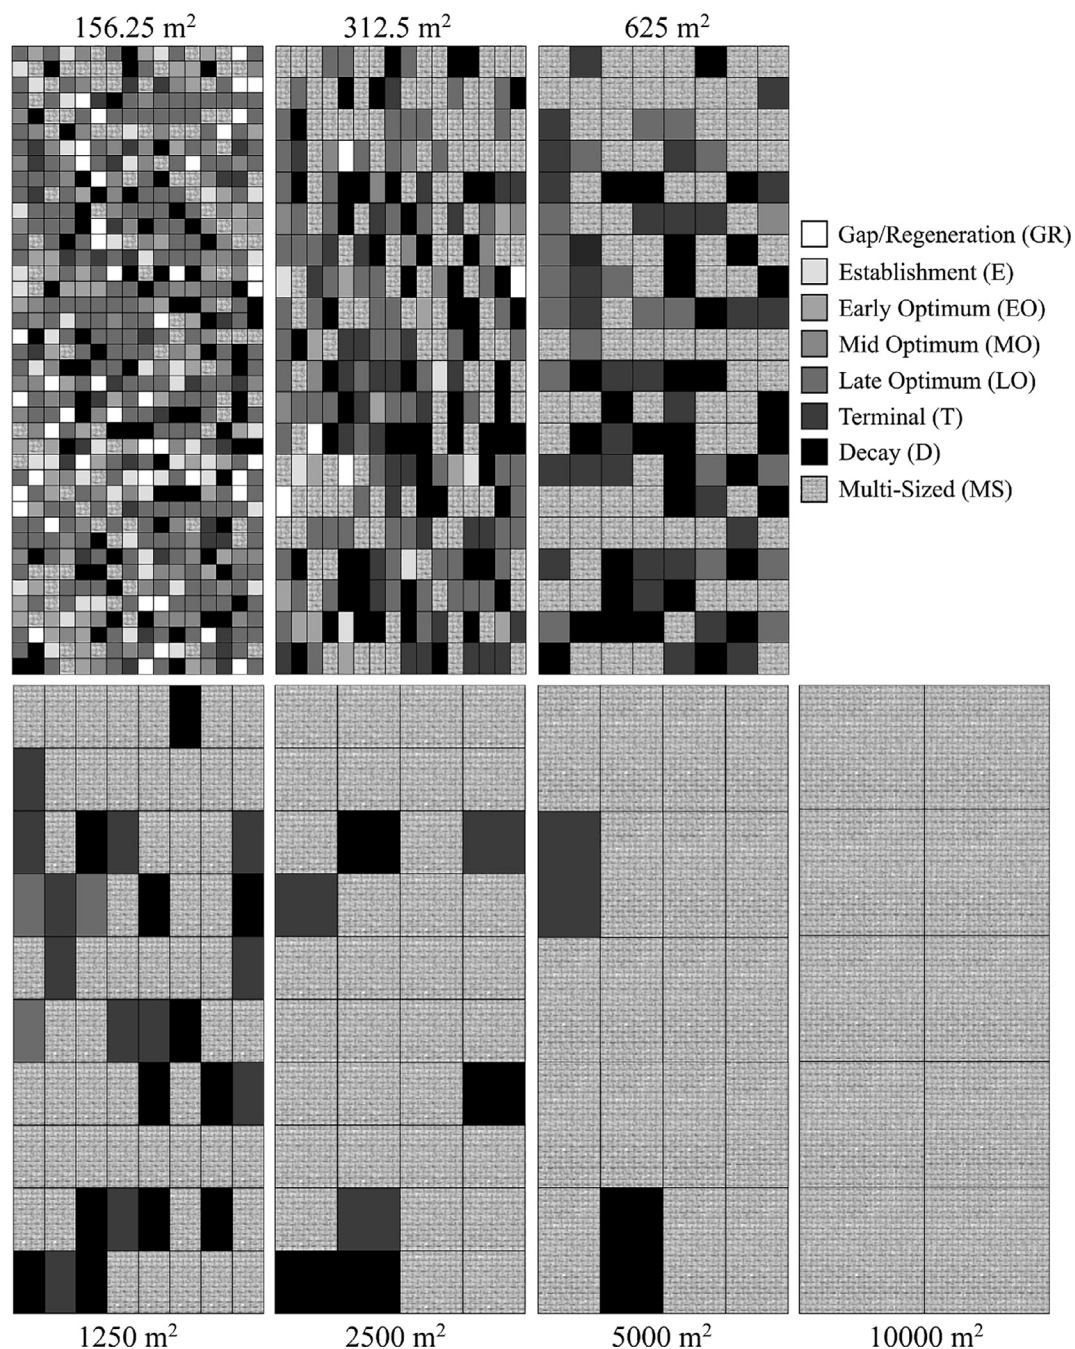 156.25 m²
312.5 m²
625 m²
Gap/Regeneration (GR)
Establishment (E)
Early Optimum (EO)
Mid Optimum (MO)
Late Optimum (LO)
Terminal (T)
Decay (D)
Multi-Sized (MS)
1250 m²
2500 m²
5000 m²
10000 m²